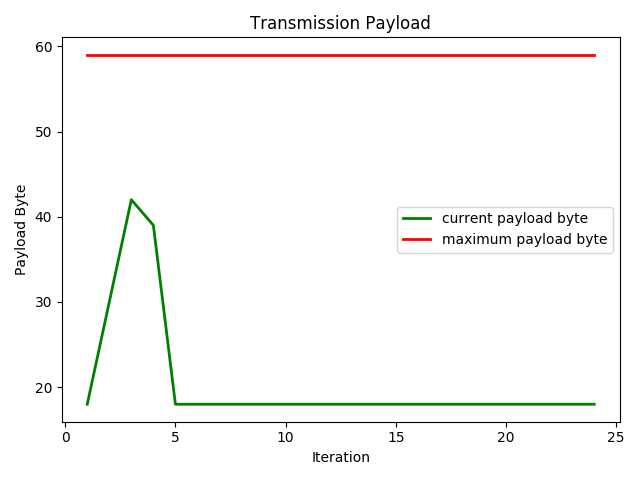 Transmission Payload
60
50
40
30
20
Payload Byte
current payload byte
maximum payload byte
0 5 10 15 20 25
Iteration